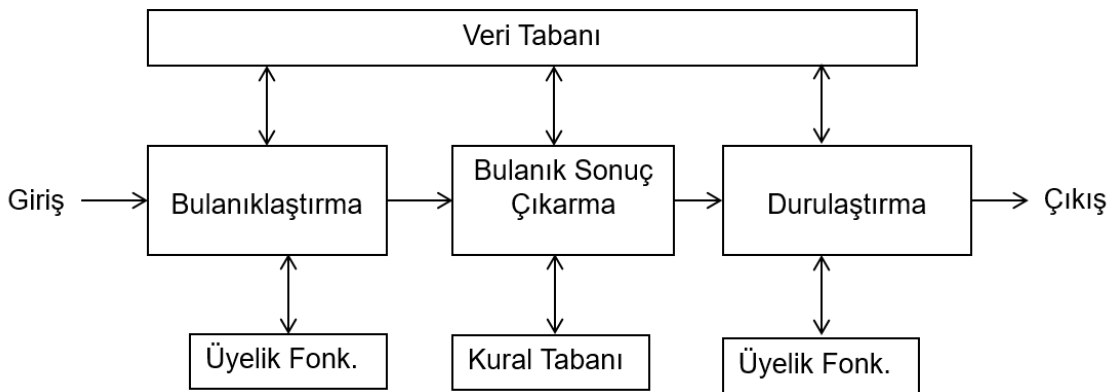 Veri Tabanı
Giriş
Bulanıklaştırma
Bulanık Sonuç
Çıkarma
Durulaştırma
Çıkış
Üyelik Fonk.
Kural Tabanı
Üyelik Fonk.